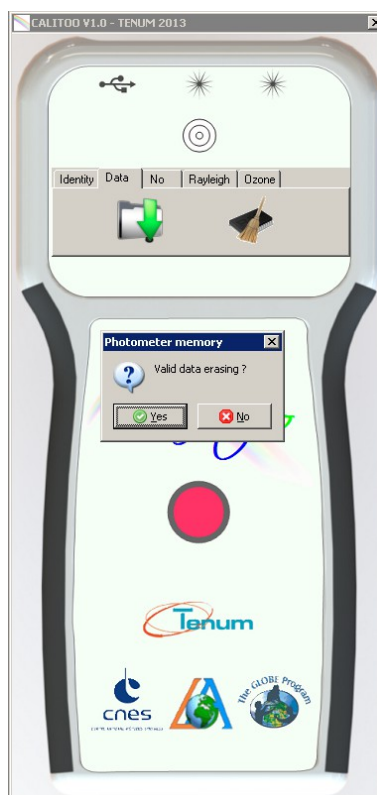 CALITOO V1.0 - TENUM 2013
Identity Data No Rayleigh Ozone
Photometer memory
Valid data erasing ?
Yes No
Tenum
cnes
The GLOBE Program